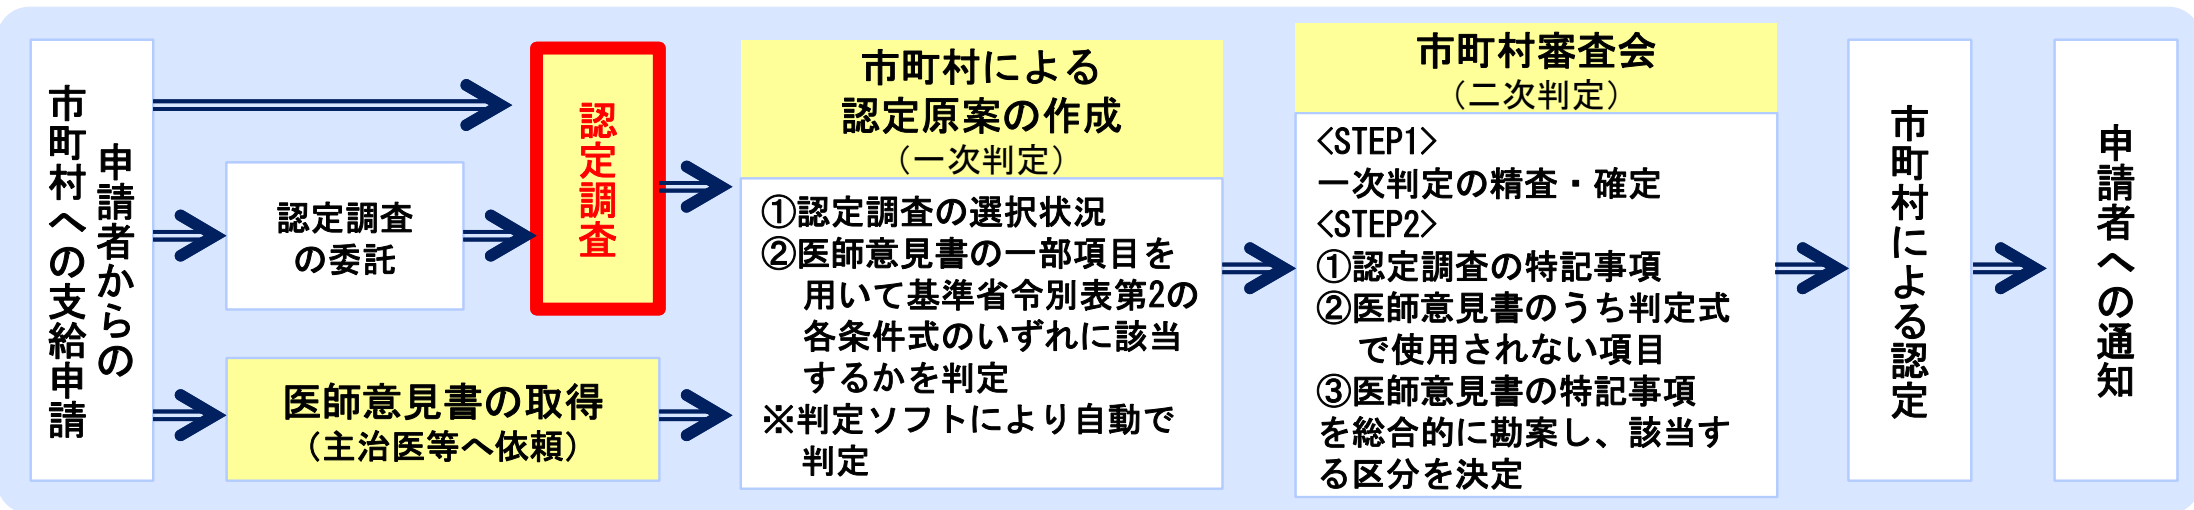 申請者からの
市町村への支給申請
認定調査
の委託
医師意見書の取得
（主治医等へ依頼）
認定調査
市町村による
認定原案の作成
（一次判定）
①認定調査の選択状況
②医師意見書の一部項目を
用いて基準省令別表第2の
各条件式のいずれに該当
するかを判定
※判定ソフトにより自動で
判定
市町村審査会
（二次判定）
<STEP1>
一次判定の精査・確定
<STEP2>
①認定調査の特記事項
②医師意見書のうち判定式
で使用されない項目
③医師意見書の特記事項
を総合的に勘案し、該当す
る区分を決定
市町村による認定
申請者への通知